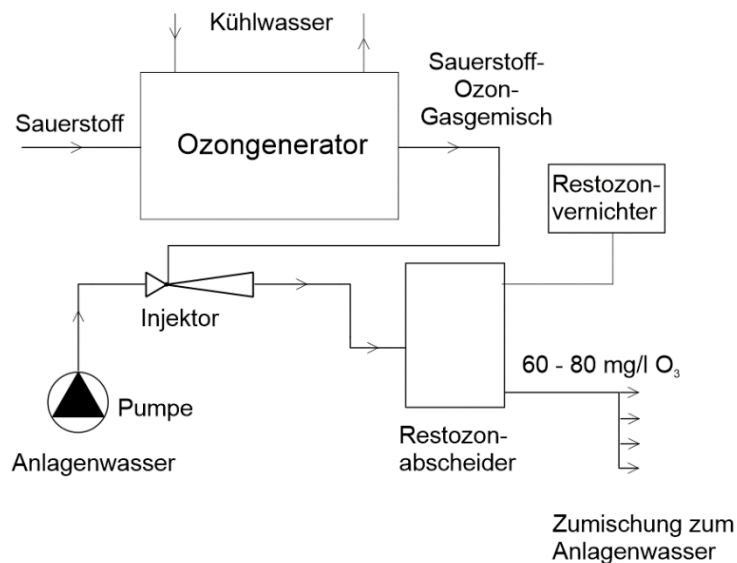 Kühlwasser
Sauerstoff
Ozongenerator
Sauerstoff-
Ozon-
Gasgemisch
Restozon-
vernichter
Injektor
Pumpe
Anlagenwasser
60 - 80 mg/l O₃
Restozon-
abscheider
Zumischung zum
Anlagenwasser